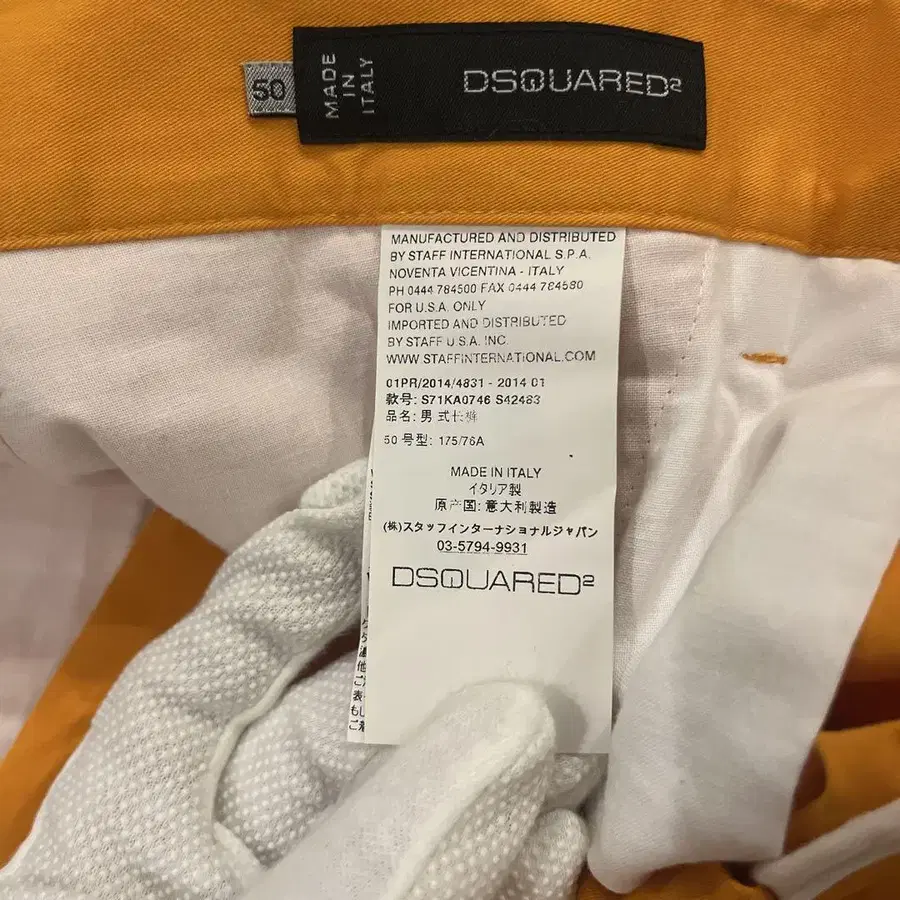 50
MADE
IN
ITALY
DSQUARED2
MANUFACTURED AND DISTRIBUTED
BY STAFF INTERNATIONAL S.P.A.
NOVENTA VICENTINA - ITALY
PH 0444 784500 FAX 0444 784580
FOR U.S.A. ONLY
IMPORTED AND DISTRIBUTED
BY STAFF U.S.A. INC.
WWW.STAFFINTERNATIONAL.COM
01PR/2014/4831 - 2014 01
款号: S71KA0746 S42483
品名: 男式长裤
50 号型: 175/76A
MADE IN ITALY
イタリア製
原产国: 意大利製造
(株)スタッフインターナショナルジャパン
03-5794-9931
DSQUARED2